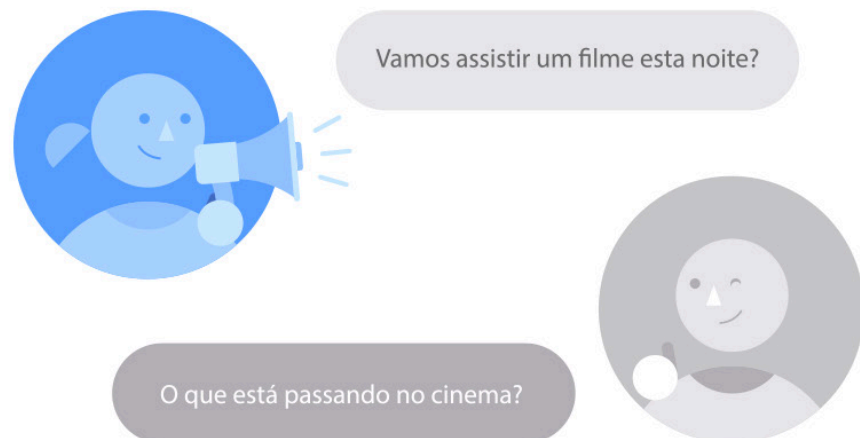 Vamos assistir um filme esta noite?
O que está passando no cinema?